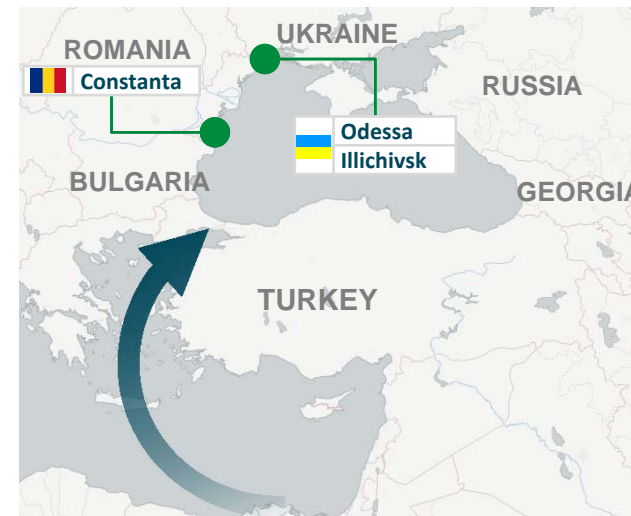 UKRAINE
ROMANIA
Constanta
RUSSIA
Odessa
Illichivsk
BULGARIA
GEORGIA
TURKEY